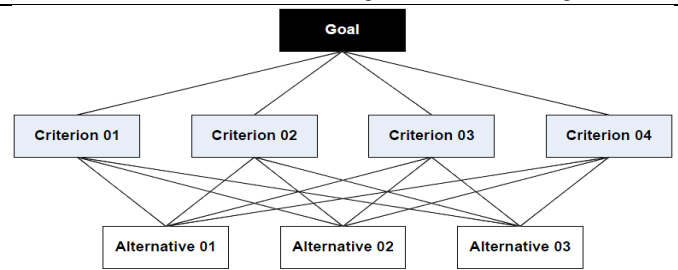 Goal
Criterion 01
Criterion 02
Criterion 03
Criterion 04
Alternative 01
Alternative 02
Alternative 03